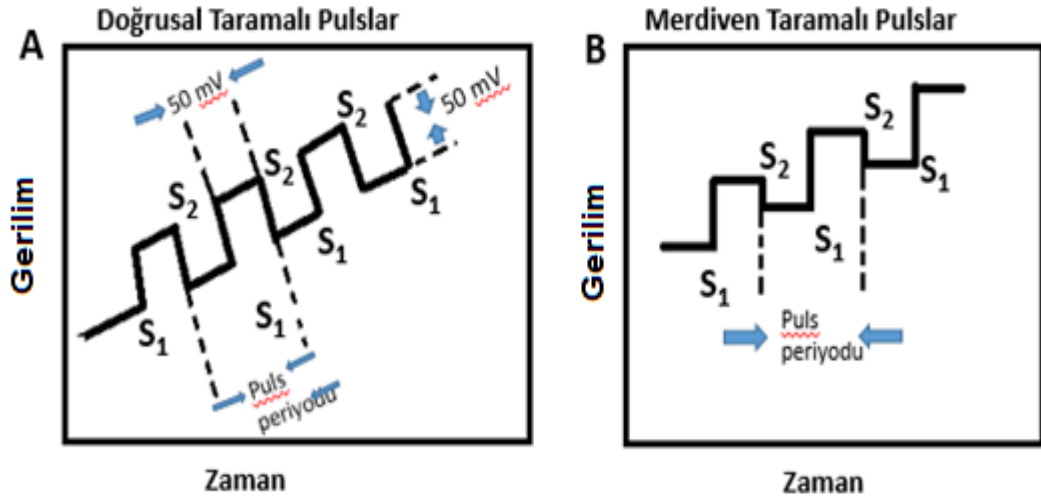 Doğrusal Taramalı Pulslar
A
50 mV
50 mV
S2
S2
S2
S1
S1
S1
S1
Puls
periyodu
Gerilim
Zaman
Merdiven Taramalı Pulslar
B
S2
S2
S1
S1
S1
Puls
periyodu
Gerilim
Zaman